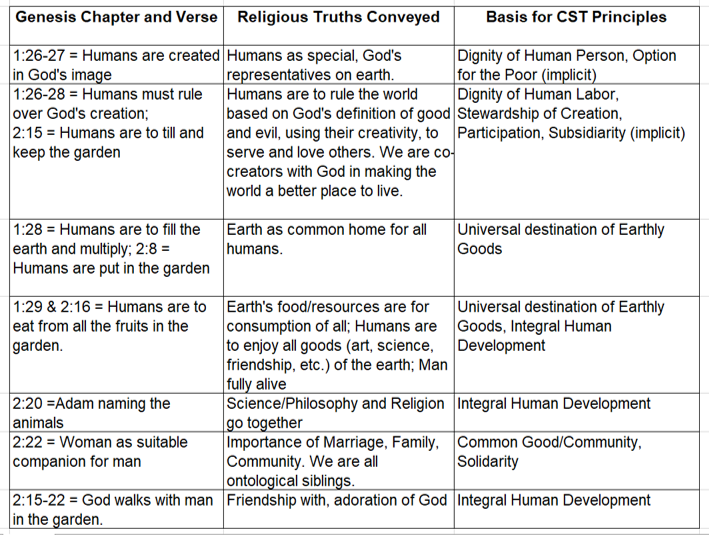 Genesis Chapter and Verse
Religious Truths Conveyed
Basis for CST Principles
1:26-27 = Humans are created
in God's image
Humans as special, God's
representatives on earth.
Dignity of Human Person, Option
for the Poor (implicit)
1:26-28 = Humans must rule
over God's creation;
2:15 = Humans are to till and
keep the garden
Humans are to rule the world
based on God's definition of good
and evil, using their creativity, to
serve and love others. We are co-
creators with God in making the
world a better place to live.
Dignity of Human Labor,
Stewardship of Creation,
Participation, Subsidiarity (implicit)
1:28 = Humans are to fill the
earth and multiply; 2:8 =
Humans are put in the garden
Earth as common home for all
humans.
Universal destination of Earthly
Goods
1:29 & 2:16 = Humans are to
eat from all the fruits in the
garden.
Earth's food/resources are for
consumption of all; Humans are
to enjoy all goods (art, science,
friendship, etc.) of the earth; Man
fully alive
Universal destination of Earthly
Goods, Integral Human
Development
2:20 =Adam naming the
animals
Science/Philosophy and Religion
go together
Integral Human Development
2:22 = Woman as suitable
companion for man
Importance of Marriage, Family,
Community. We are all
ontological siblings.
Common Good/Community,
Solidarity
2:15-22 = God walks with man
in the garden.
Friendship with, adoration of God
Integral Human Development